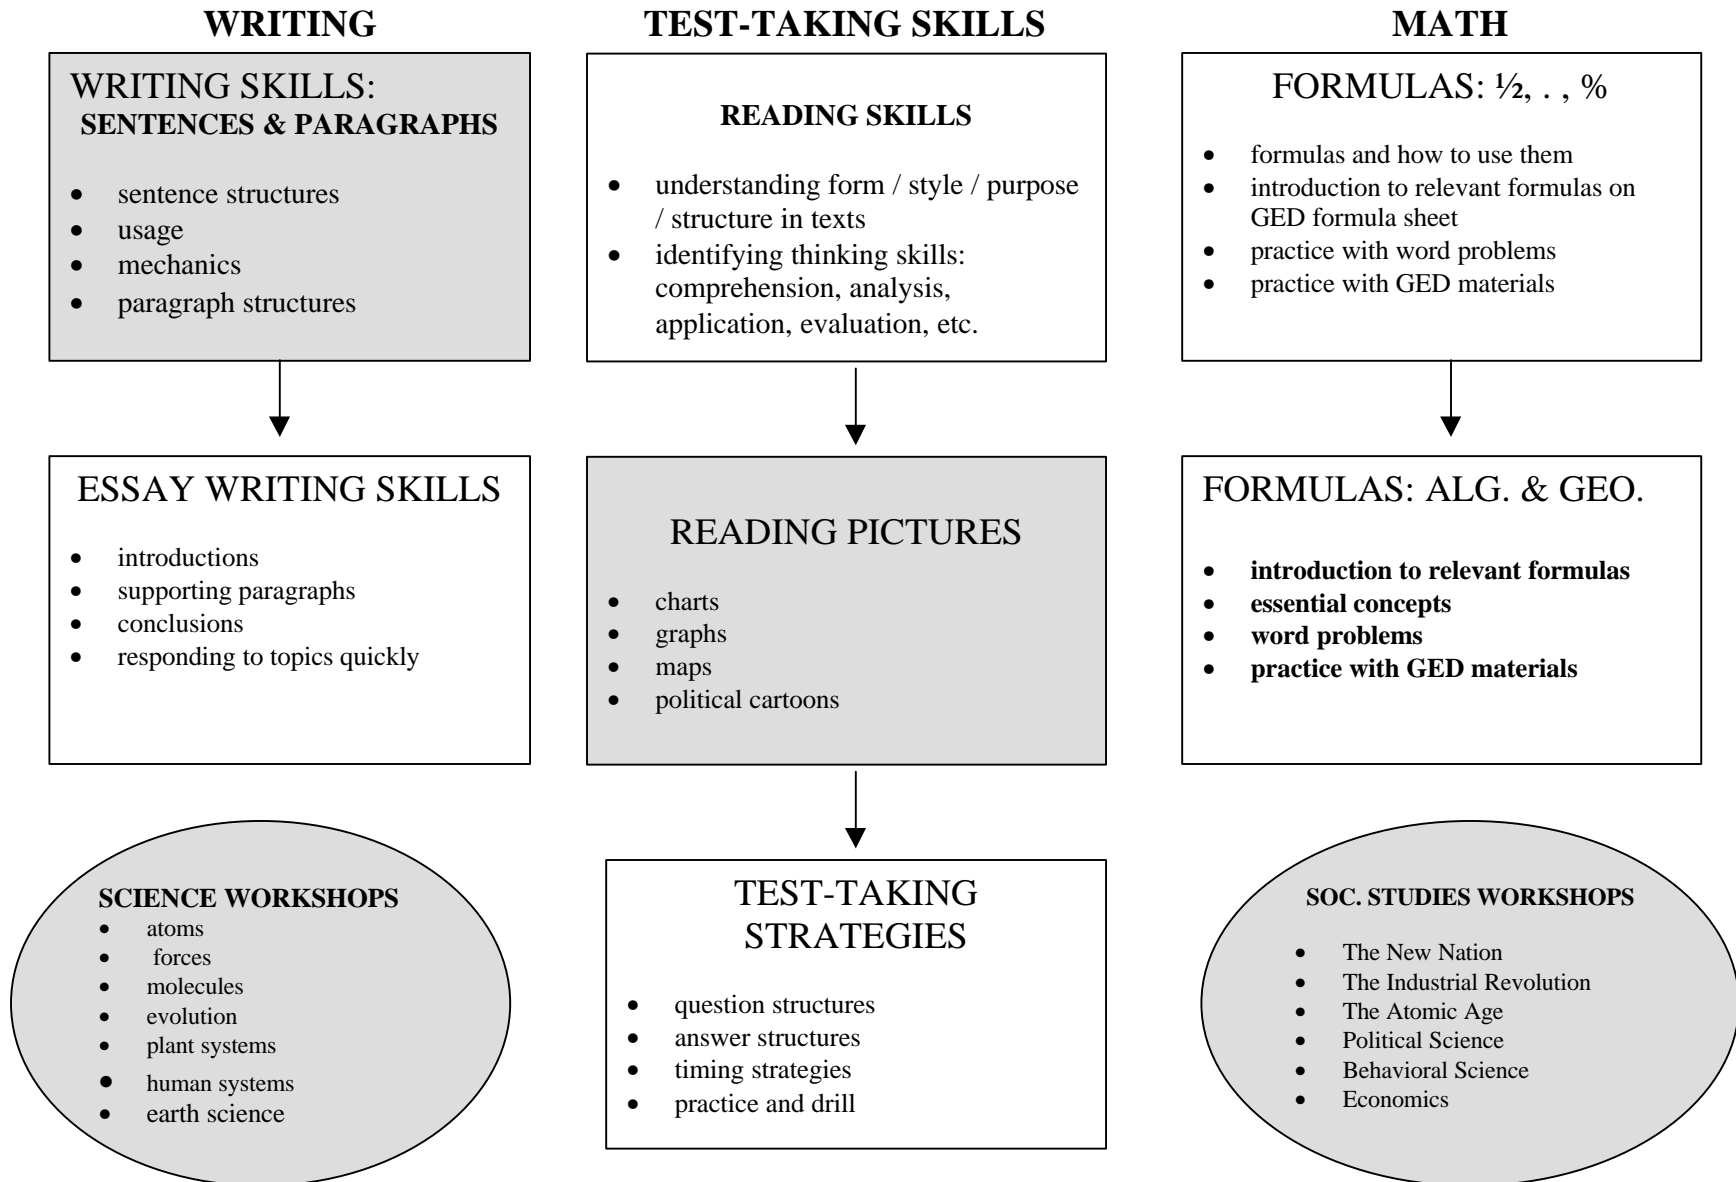 WRITING
WRITING SKILLS:
SENTENCES & PARAGRAPHS
• sentence structures
• usage
• mechanics
• paragraph structures
ESSAY WRITING SKILLS
• introductions
• supporting paragraphs
• conclusions
• responding to topics quickly
SCIENCE WORKSHOPS
• atoms
• forces
• molecules
• evolution
• plant systems
• human systems
• earth science
TEST-TAKING SKILLS
READING SKILLS
• understanding form / style / purpose
/ structure in texts
• identifying thinking skills:
comprehension, analysis,
application, evaluation, etc.
READING PICTURES
• charts
• graphs
• maps
• political cartoons
TEST-TAKING
STRATEGIES
• question structures
• answer structures
• timing strategies
• practice and drill
MATH
FORMULAS: ½, . , %
• formulas and how to use them
• introduction to relevant formulas on
GED formula sheet
• practice with word problems
• practice with GED materials
FORMULAS: ALG. & GEO.
• introduction to relevant formulas
• essential concepts
• word problems
• practice with GED materials
SOC. STUDIES WORKSHOPS
• The New Nation
• The Industrial Revolution
• The Atomic Age
• Political Science
• Behavioral Science
• Economics